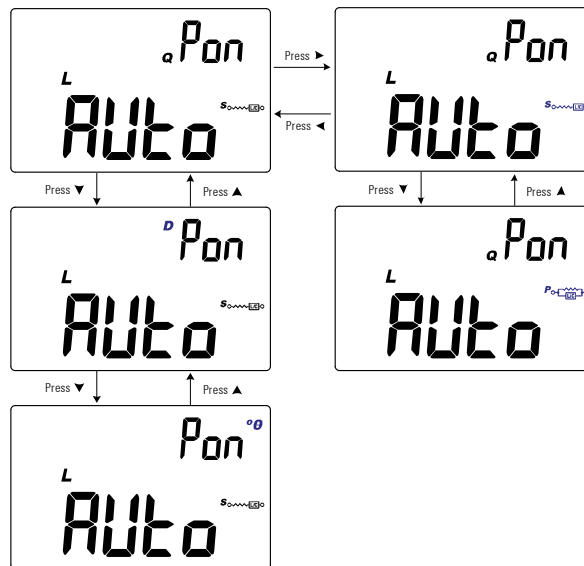 Q Pon
L
AUto
S L/C
Press ►
Press ◄
Q Pon
L
AUto
S L/C
Press ▼
Press ▲
Press ▼
Press ▲
D Pon
L
AUto
S L/C
Q Pon
L
AUto
P L/C
Press ▼
Press ▲
Pon °θ
L
AUto
S L/C